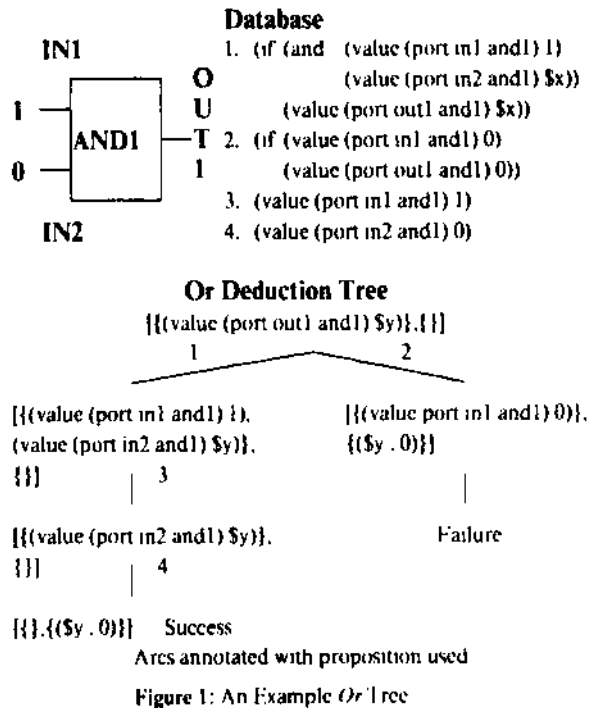 Database
IN1
1. (if (and (value (port in1 and1) 1)
(value (port in2 and1) $x))
(value (port out1 and1) $x))
2. (if (value (port in1 and1) 0)
(value (port out1 and1) 0))
3. (value (port in1 and1) 1)
4. (value (port in2 and1) 0)
1
0
AND1
O
U
T
1
IN2
Or Deduction Tree
[{(value (port out1 and1) $y)},{}]
1 2
[{(value (port in1 and1) 1),
(value (port in2 and1) $y)},
{}]
3
[{(value port in1 and1) 0)},
{($y . 0)}]
Failure
[{(value (port in2 and1) $y)},
{}]
4
[{},{($y . 0)}] Success
Arcs annotated with proposition used
Figure 1: An Example Or Tree